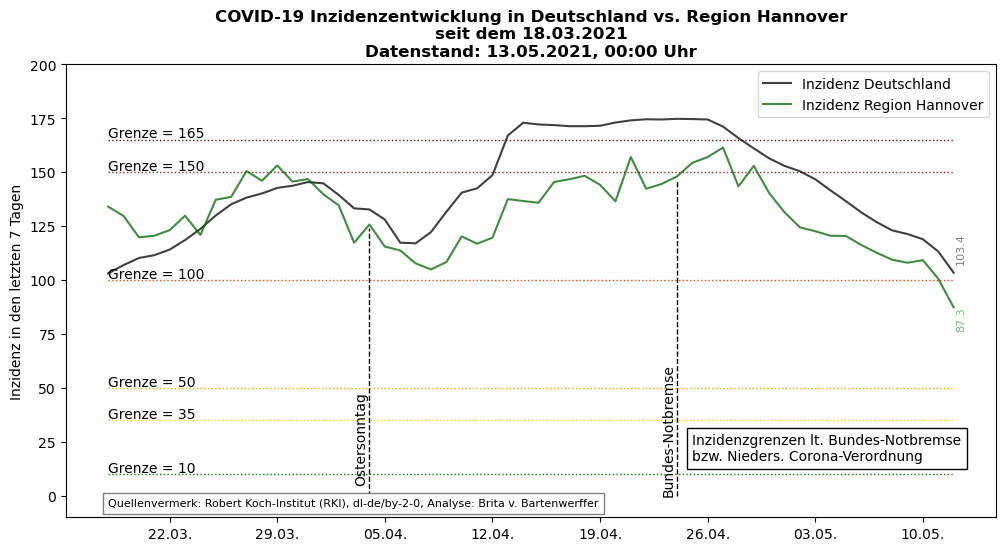 COVID-19 Inzidenzentwicklung in Deutschland vs. Region Hannover
seit dem 18.03.2021
Datenstand: 13.05.2021, 00:00 Uhr
Inzidenz Deutschland
Inzidenz Region Hannover
Inzidenz in den letzten 7 Tagen
200
175
150
125
100
75
50
25
0
Grenze = 165
Grenze = 150
Grenze = 100
Grenze = 50
Grenze = 35
Grenze = 10
Ostersonntag
Bundes-Notbremse
103.4
87.3
Inzidenzgrenzen lt. Bundes-Notbremse
bzw. Nieders. Corona-Verordnung
Quellenvermerk: Robert Koch-Institut (RKI), dl-de/by-2-0, Analyse: Brita v. Bartenwerffer
22.03.
29.03.
05.04.
12.04.
19.04.
26.04.
03.05.
10.05.